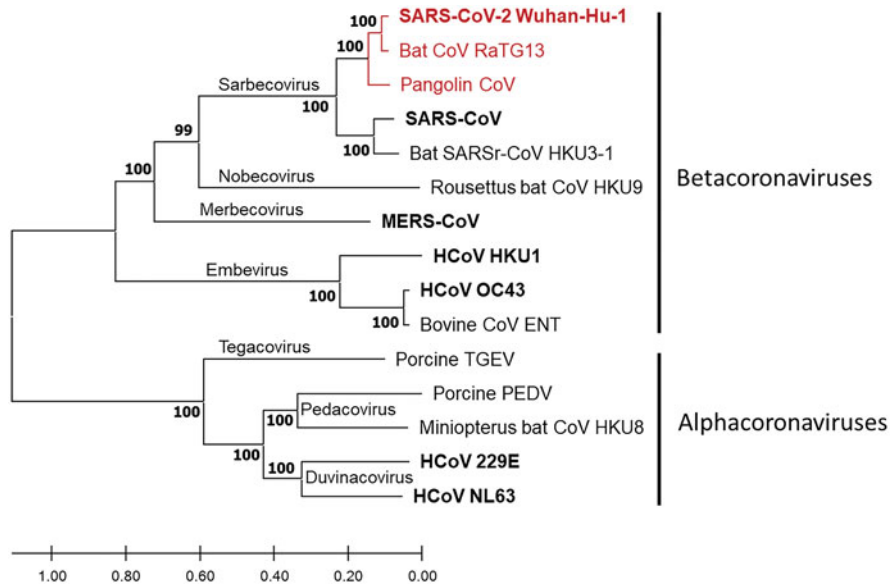 100
SARS-CoV-2 Wuhan-Hu-1
100
Bat CoV RaTG13
Pangolin CoV
Sarbecovirus
100
SARS-CoV
99
100
Bat SARSr-CoV HKU3-1
100
Nobecovirus
Rousettus bat CoV HKU9
Betacoronaviruses
Merbecovirus
MERS-CoV
HCoV HKU1
Embevirus
100
HCoV OC43
100
Bovine CoV ENT
Tegacovirus
Porcine TGEV
100
Porcine PEDV
Pedacovirus
100
Miniopterus bat CoV HKU8
Alphacoronaviruses
100
100
HCoV 229E
Duvinacovirus
HCoV NL63
1.00 0.80 0.60 0.40 0.20 0.00